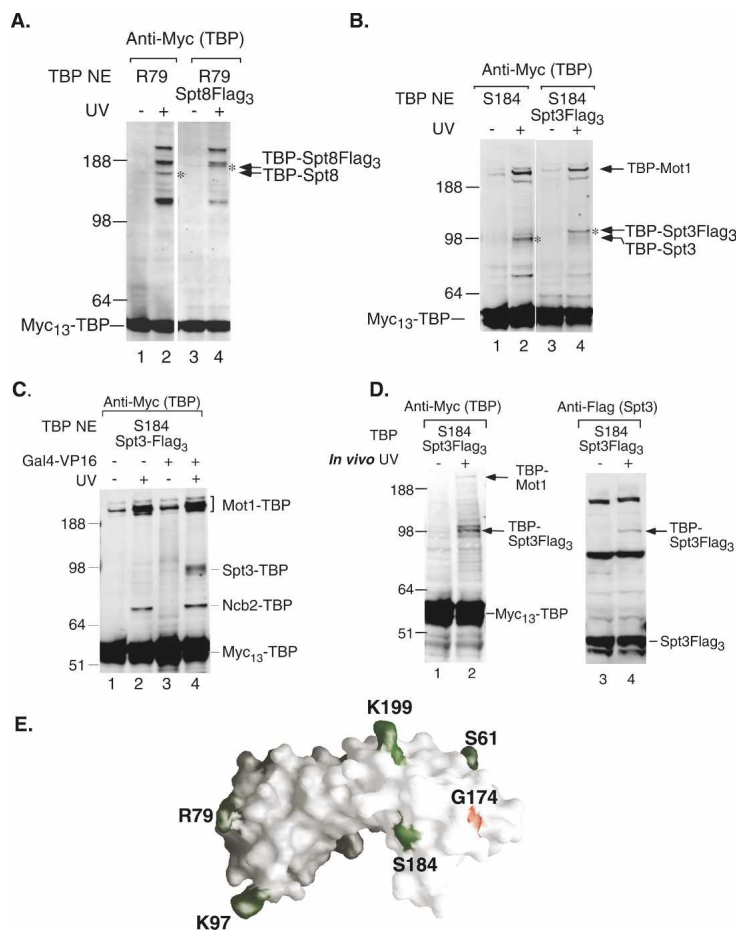 A.
Anti-Myc (TBP)
TBP NE R79 R79
Spt8Flag3
UV - + - +
188
TBP-Spt8Flag3
*
* TBP-Spt8
98
64
Myc13-TBP
1 2 3 4
B.
Anti-Myc (TBP)
TBP NE S184 S184
Spt3Flag3
UV - + - +
TBP-Mot1
188
TBP-Spt3Flag3
98 * *
TBP-Spt3
64
Myc13-TBP
1 2 3 4
C.
Anti-Myc (TBP)
TBP NE S184
Spt3-Flag3
Gal4-VP16 - - + +
UV - + - +
Mot1-TBP
188
98 Spt3-TBP
Ncb2-TBP
64
Myc13-TBP
51
1 2 3 4
D.
Anti-Myc (TBP) Anti-Flag (Spt3)
TBP S184 S184
Spt3Flag3 Spt3Flag3
In vivo UV - + - +
TBP-
Mot1
188
98 TBP- TBP-
Spt3Flag3 Spt3Flag3
64
Myc13-TBP
51 Spt3Flag3
1 2 3 4
E.
K199
S61
G174
R79
S184
K97